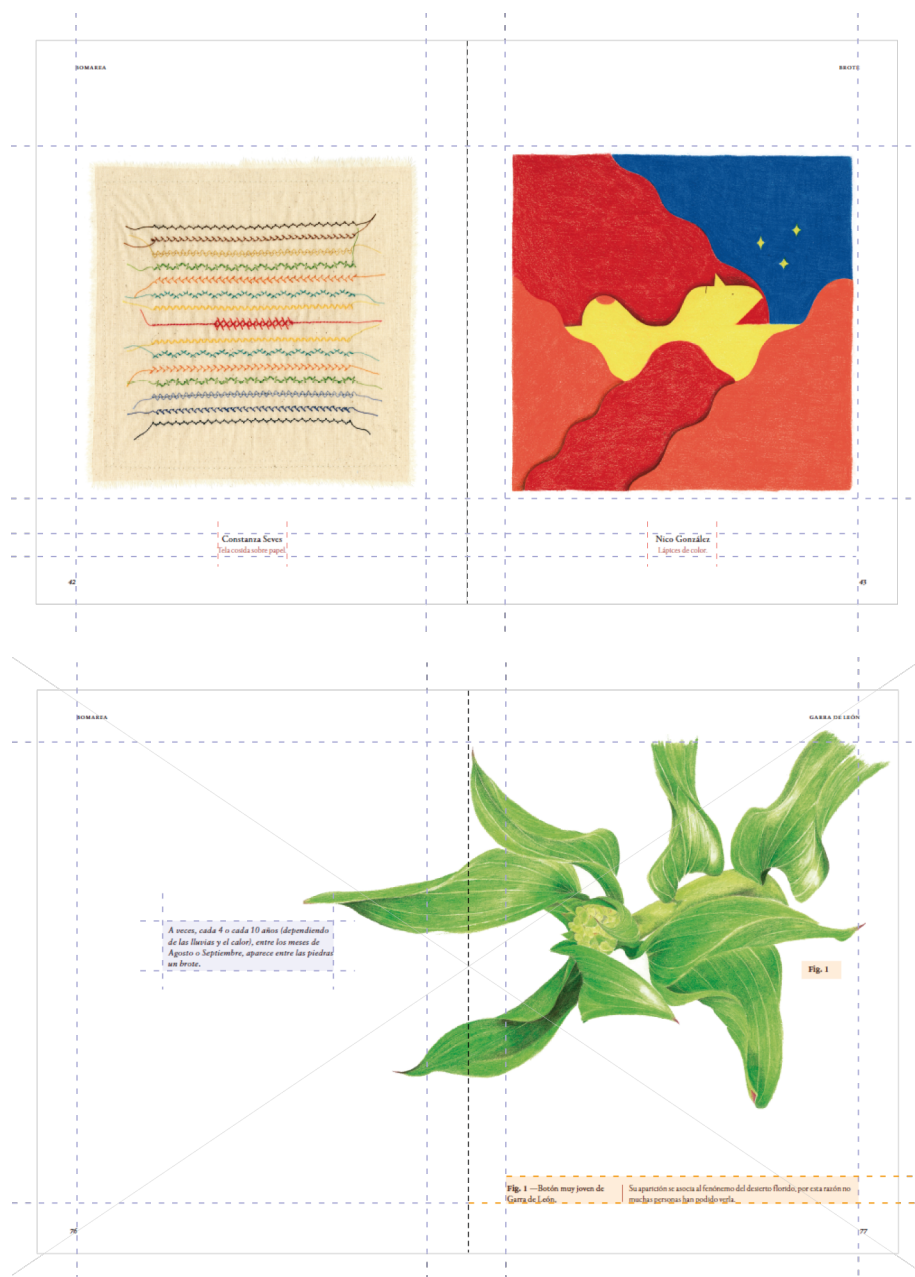 BOMAREA
BROTE
Constanza Seves
Tela cosida sobre papel
Nico González
Lápices de color.
42
43
BOMAREA
GARRA DE LEÓN
A veces, cada 4 o cada 10 años (dependiendo
de las lluvias y el calor), entre los meses de
Agosto o Septiembre, aparece entre las piedras
un brote.
Fig. 1
Fig. 1 —Botón muy joven de
Garra de León.
Su aparición se asocia al fenónemo del desierto florido, por esta razón no
muchas personas han podido verla.
76
77